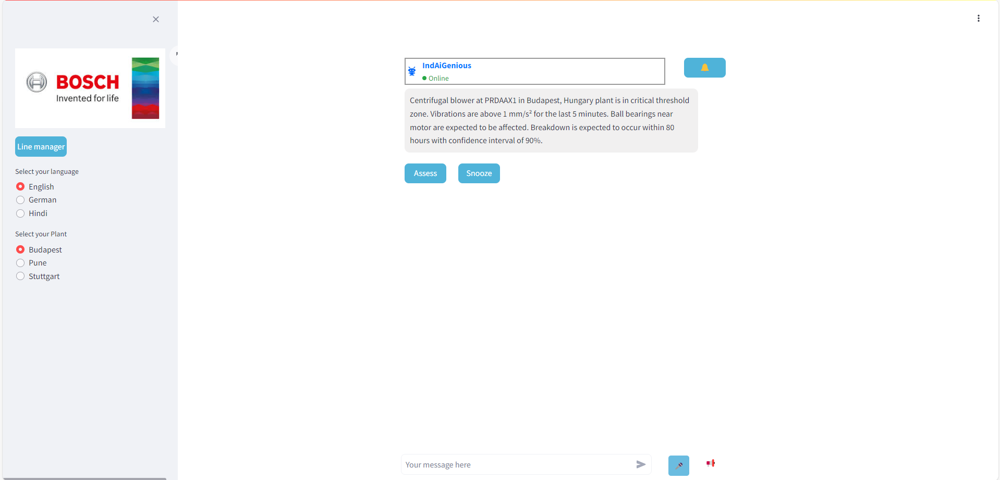 BOSCH
Invented for life
Line manager
Select your language
English
German
Hindi
Select your Plant
Budapest
Pune
Stuttgart
IndAiGenious
Online
Centrifugal blower at PRDAAX1 in Budapest, Hungary plant is in critical threshold
zone. Vibrations are above 1 mm/s² for the last 5 minutes. Ball bearings near
motor are expected to be affected. Breakdown is expected to occur within 80
hours with confidence interval of 90%.
Assess
Snooze
Your message here